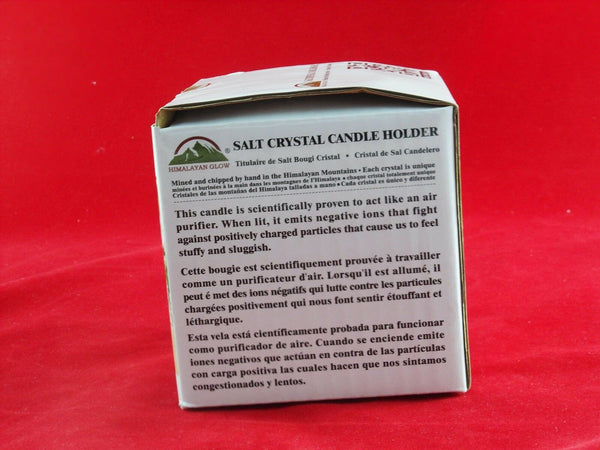 HIMALAYAN GLOW ®
SALT CRYSTAL CANDLE HOLDER
Titulaire de Salt Bougi Cristal • Cristal de Sal Candelero
Mined and chipped by hand in the Himalayan Mountains • Each crystal is unique
minées et burinées à la main dans les montagnes de l'Himalaya • chaque cristal totalement unique
Cristales de las montañas del Himalaya talladas a mano • Cada cristal es único y diferente
This candle is scientifically proven to act like an air
purifier. When lit, it emits negative ions that fight
against positively charged particles that cause us to feel
stuffy and sluggish.
Cette bougie est scientifiquement prouvée à travailler
comme un purificateur d'air. Lorsqu'il est allumé, il
peut é met des ions négatifs qui lutte contre les particules
chargées positivement qui nous font sentir étouffant et
léthargique.
Esta vela está científicamente probada para funcionar
como purificador de aire. Cuando se enciende emite
iones negativos que actúan en contra de las partículas
con carga positiva las cuales hacen que nos sintamos
congestionados y lentos.